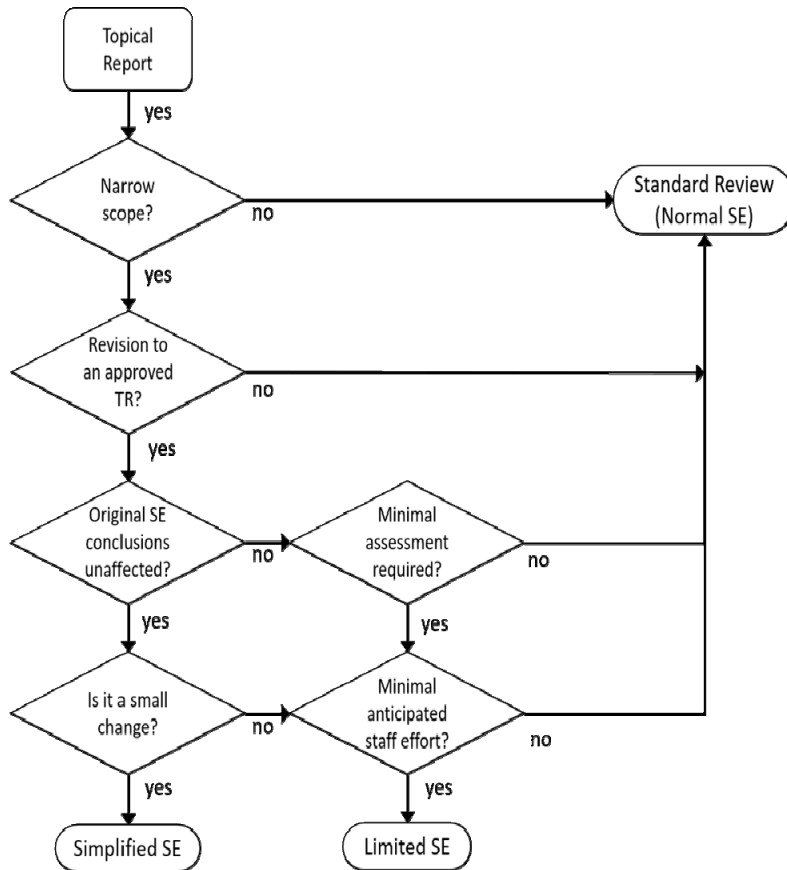 Topical
Report
yes
Narrow
scope?
no
Standard Review
(Normal SE)
yes
Revision to
an approved
TR?
no
yes
Original SE
conclusions
unaffected?
no
Minimal
assessment
required?
no
yes
yes
Is it a small
change?
no
Minimal
anticipated
staff effort?
no
yes
yes
Simplified SE
Limited SE